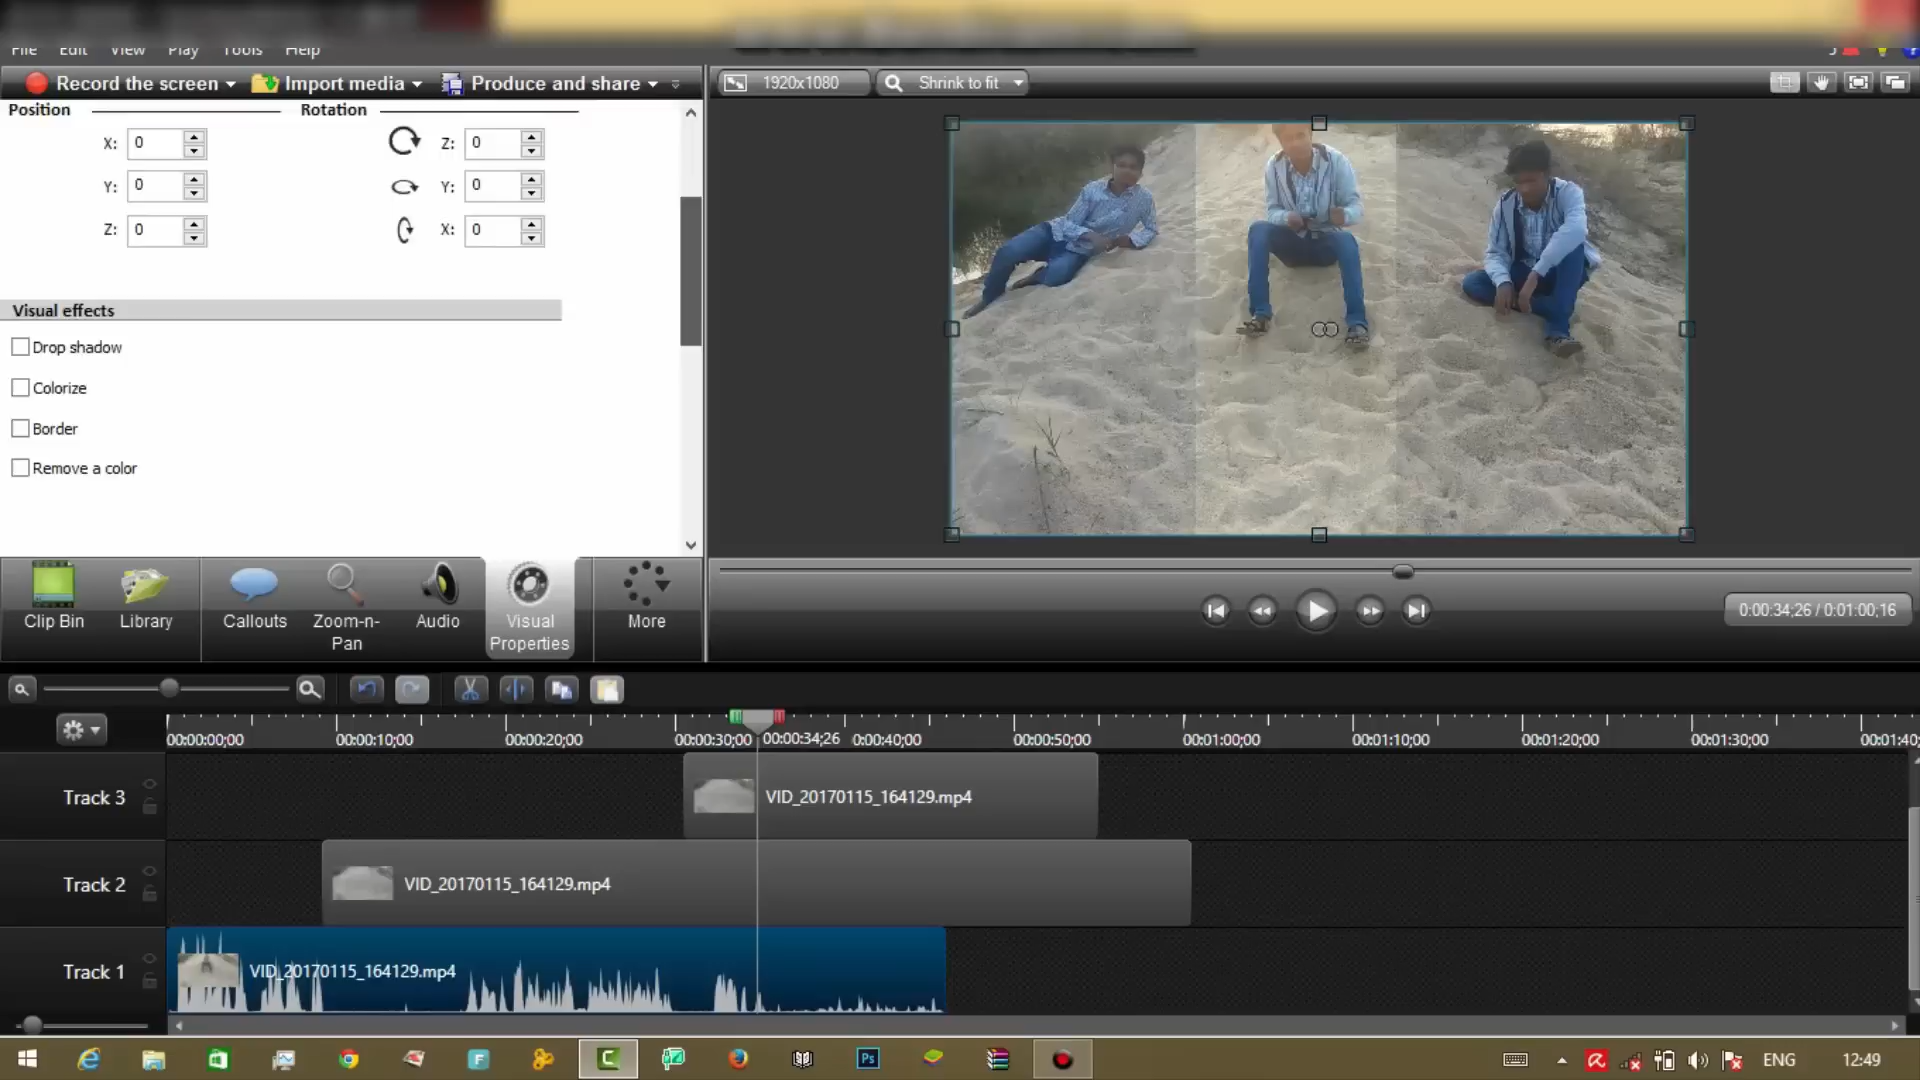 File Edit View Play Tools Help
Record the screen Import media Produce and share 1920x1080 Shrink to fit
Position Rotation
X: 0 Z: 0
Y: 0 Y: 0
Z: 0 X: 0
Visual effects
Drop shadow
Colorize
Border
Remove a color
Clip Bin Library Callouts Zoom-n-Pan Audio Visual Properties More
0:00:34;26 / 0:01:00;16
00:00:00;00 00:00:10;00 00:00:20;00 00:00:30;00 00:00:34;26 00:00:40;00 00:00:50;00 00:01:00;00 00:01:10;00 00:01:20;00 00:01:30;00 00:01:40;
Track 3 VID_20170115_164129.mp4
Track 2 VID_20170115_164129.mp4
Track 1 VID_20170115_164129.mp4
Ps ENG 12:49